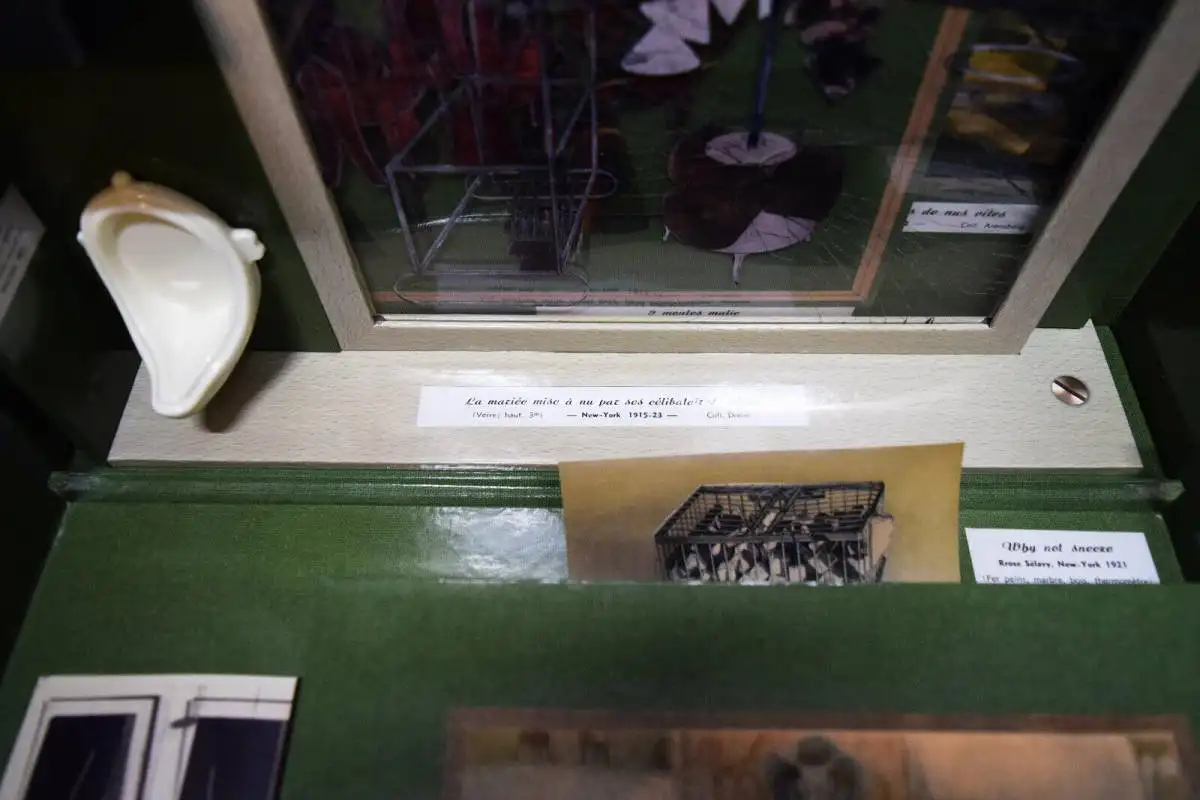 de nus vites
Coll. Arensberg
9 moules malic
La mariée mise à nu par ses célibatair
(Verre; haut. 3m) — New-York 1915-23 — Coll. Dreier
Why not sneeze
Rrose Sélavy, New-York 1921
(Fer peint, marbre, bois, thermomètre,